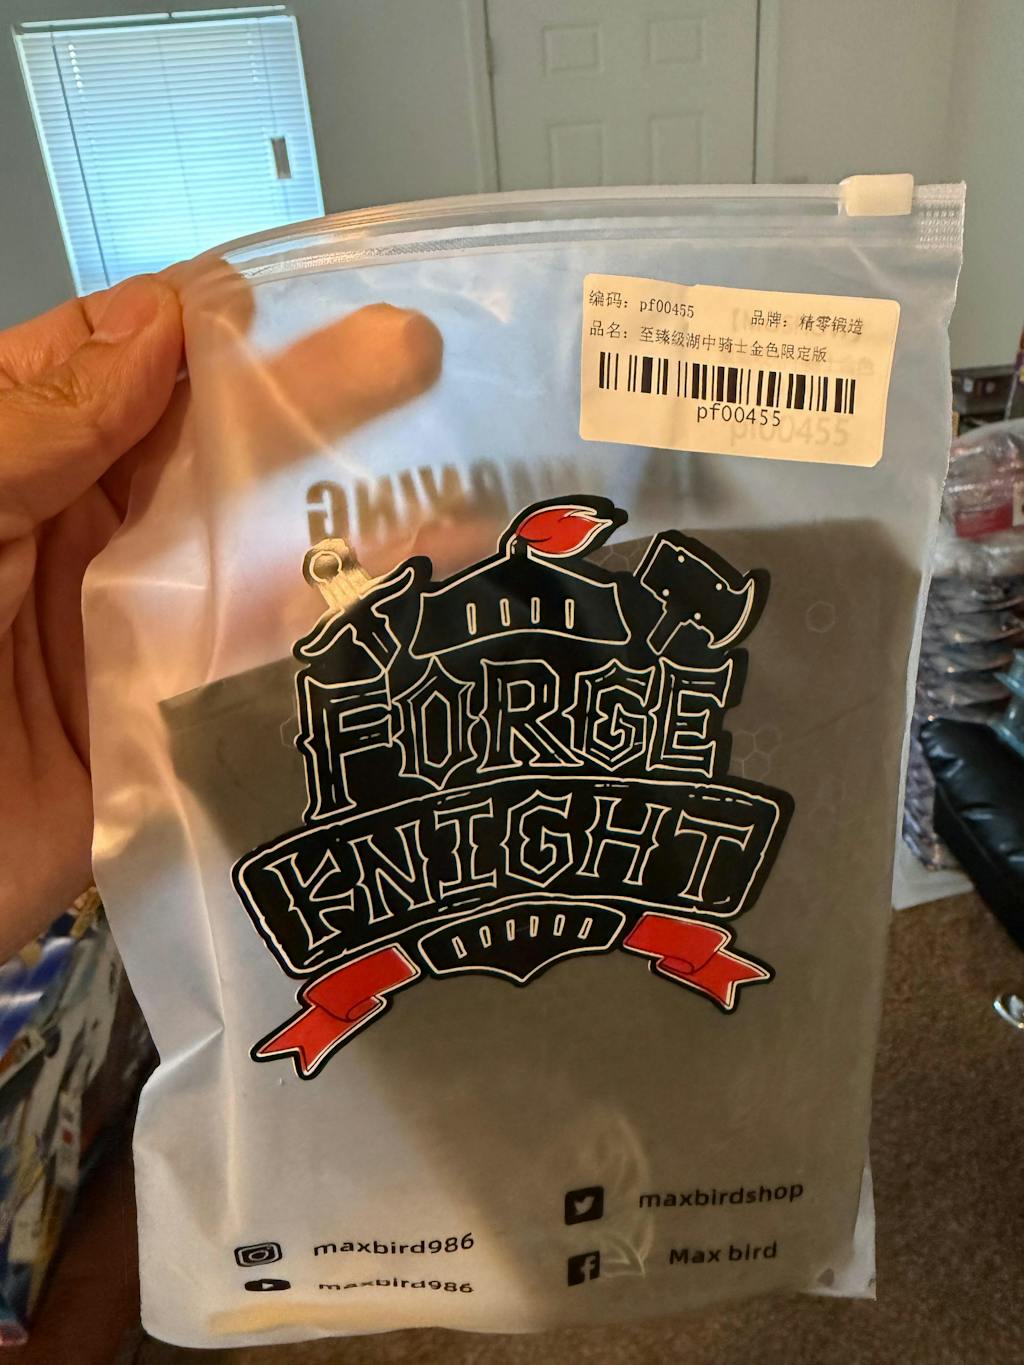 编码：pf00455 品牌：精零锻造
品名：至臻级湖中骑士金色限定版
pf00455
WARNING
FORGE
KNIGHT
maxbirdshop
maxbird986
Max bird
maxbird986